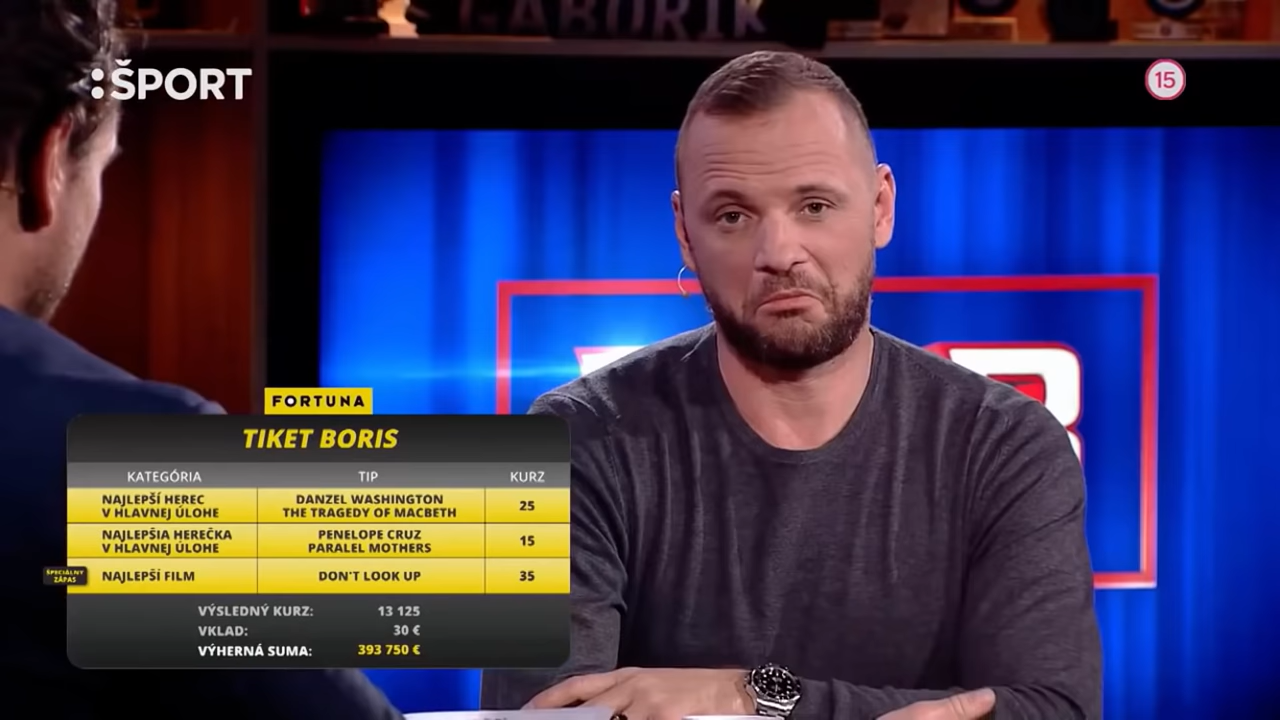 GABORIK
:ŠPORT
15
FORTUNA
TIKET BORIS
KATEGÓRIA TIP KURZ
NAJLEPŠÍ HEREC V HLAVNEJ ÚLOHE DANZEL WASHINGTON THE TRAGEDY OF MACBETH 25
NAJLEPŠIA HEREČKA V HLAVNEJ ÚLOHE PENELOPE CRUZ PARALEL MOTHERS 15
ŠPECIÁLNY ZÁPAS NAJLEPŠÍ FILM DON'T LOOK UP 35
VÝSLEDNÝ KURZ: 13 125
VKLAD: 30 €
VÝHERNÁ SUMA: 393 750 €